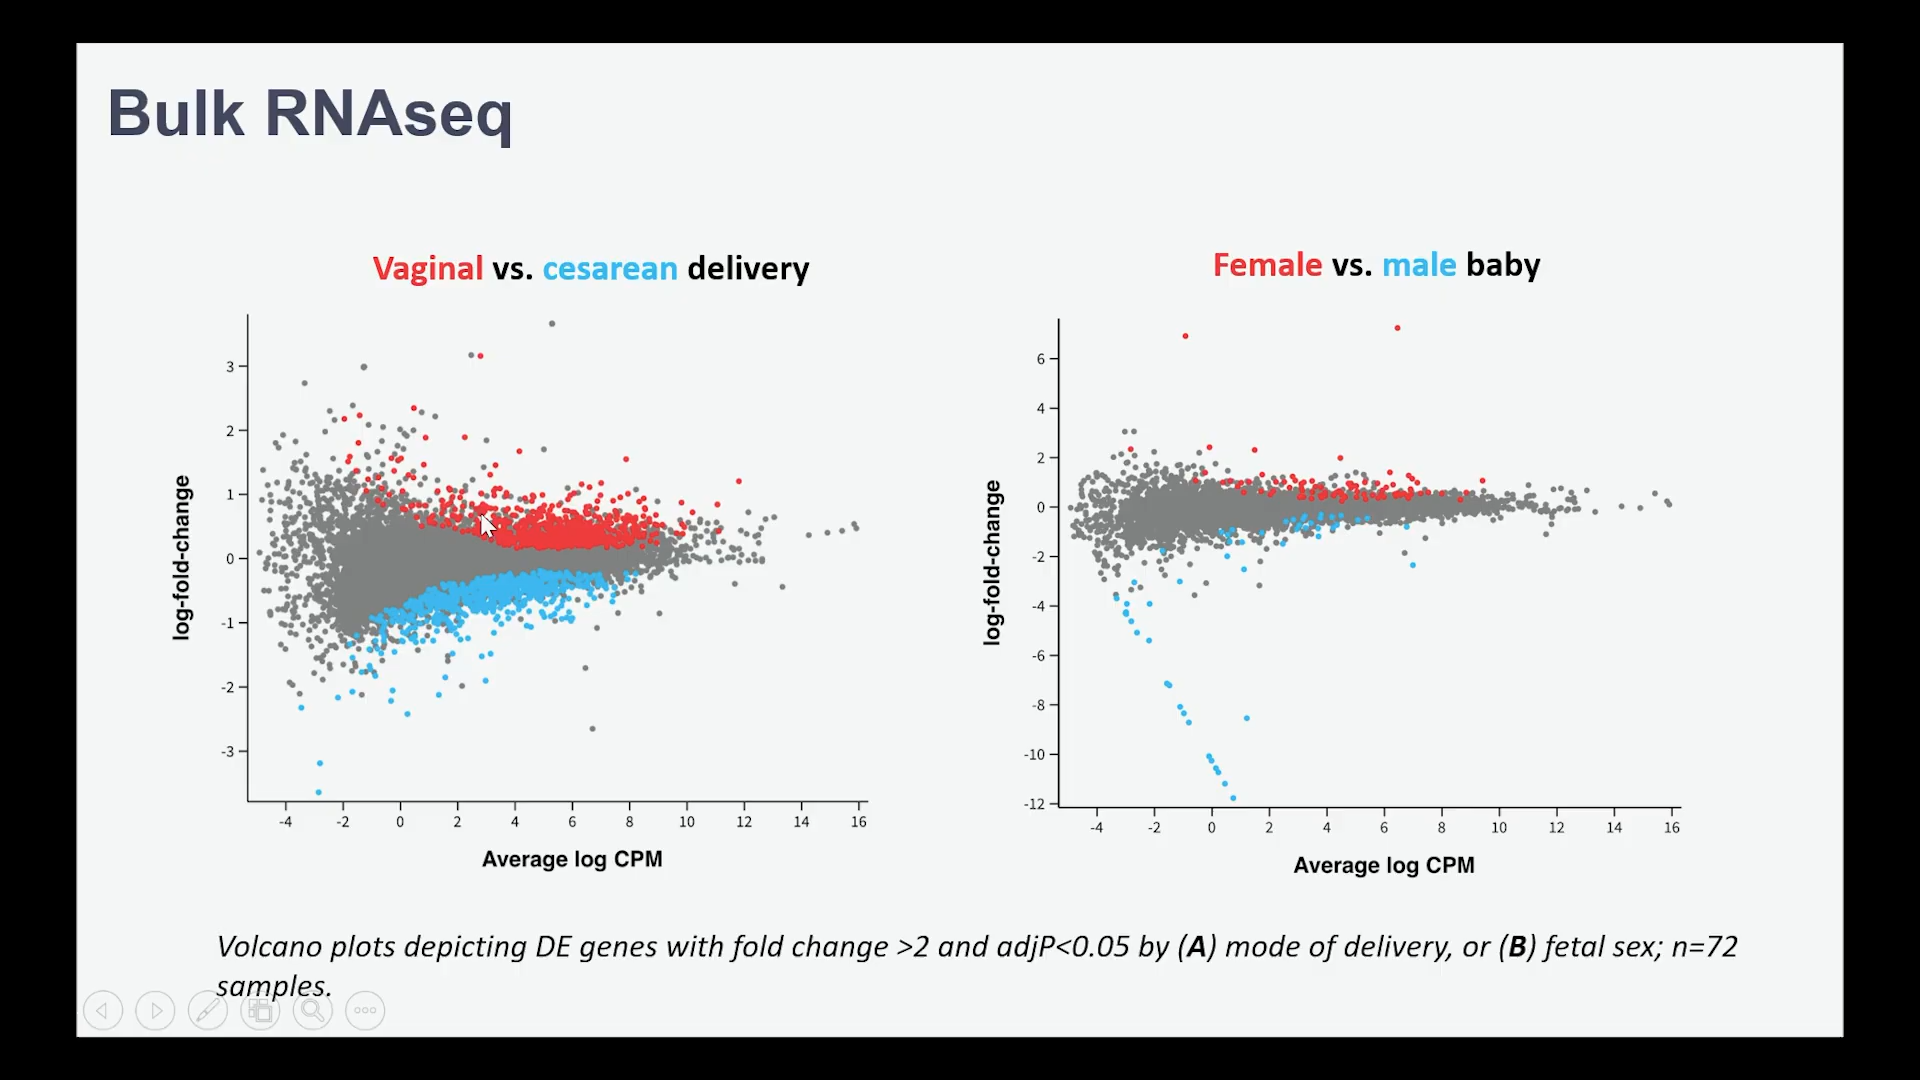 Bulk RNAseq
Vaginal vs. cesarean delivery
3
2
1
0
-1
-2
-3
log-fold-change
-4 -2 0 2 4 6 8 10 12 14 16
Average log CPM
Female vs. male baby
6
4
2
0
-2
-4
-6
-8
-10
-12
log-fold-change
-4 -2 0 2 4 6 8 10 12 14 16
Average log CPM
Volcano plots depicting DE genes with fold change >2 and adjP<0.05 by (A) mode of delivery, or (B) fetal sex; n=72
samples.